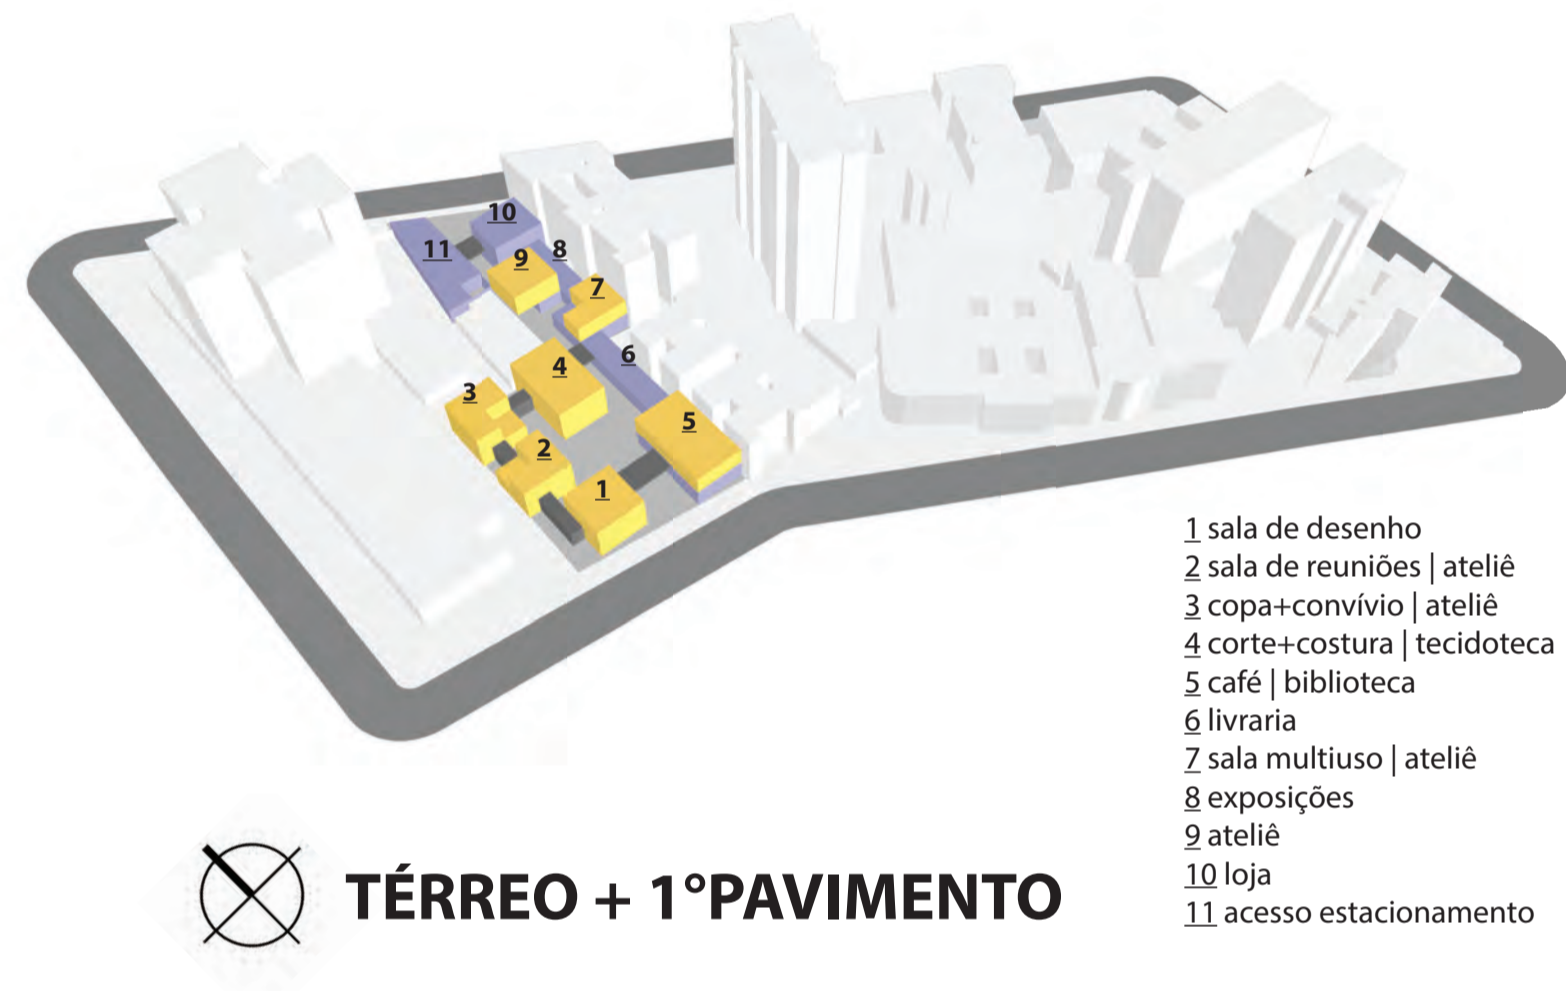 10
11
8
9
7
6
4
3
5
2
1
1 sala de desenho
2 sala de reuniões | ateliê
3 copa+convívio | ateliê
4 corte+costura | tecidoteca
5 café | biblioteca
6 livraria
7 sala multiuso | ateliê
8 exposições
9 ateliê
10 loja
11 acesso estacionamento
TÉRREO + 1°PAVIMENTO